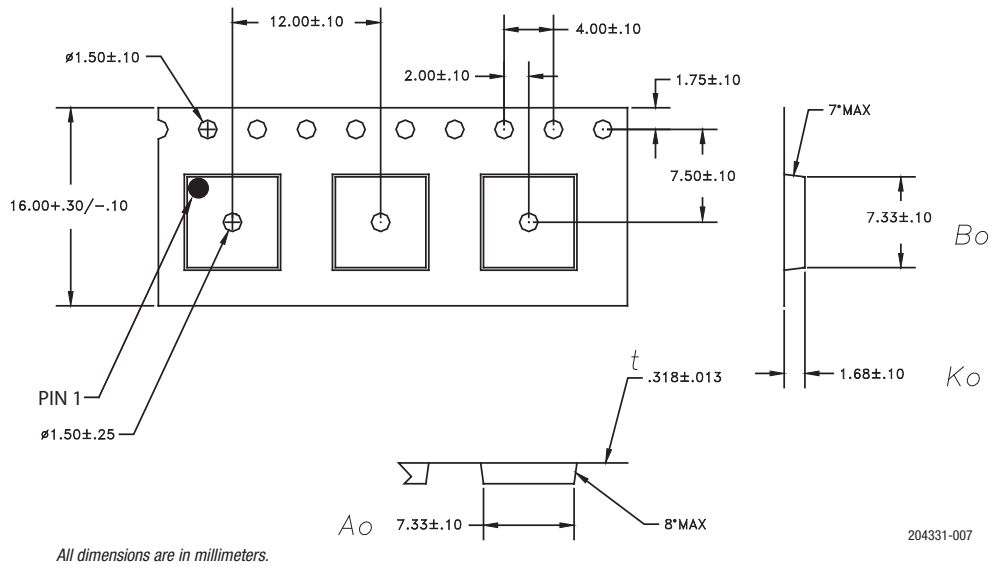 12.00±.10
4.00±.10
ø1.50±.10
2.00±.10
1.75±.10
7°MAX
7.50±.10
16.00+.30/−.10
7.33±.10
Bo
t
.318±.013
1.68±.10
Ko
PIN 1
ø1.50±.25
Ao
7.33±.10
8°MAX
204331-007
All dimensions are in millimeters.